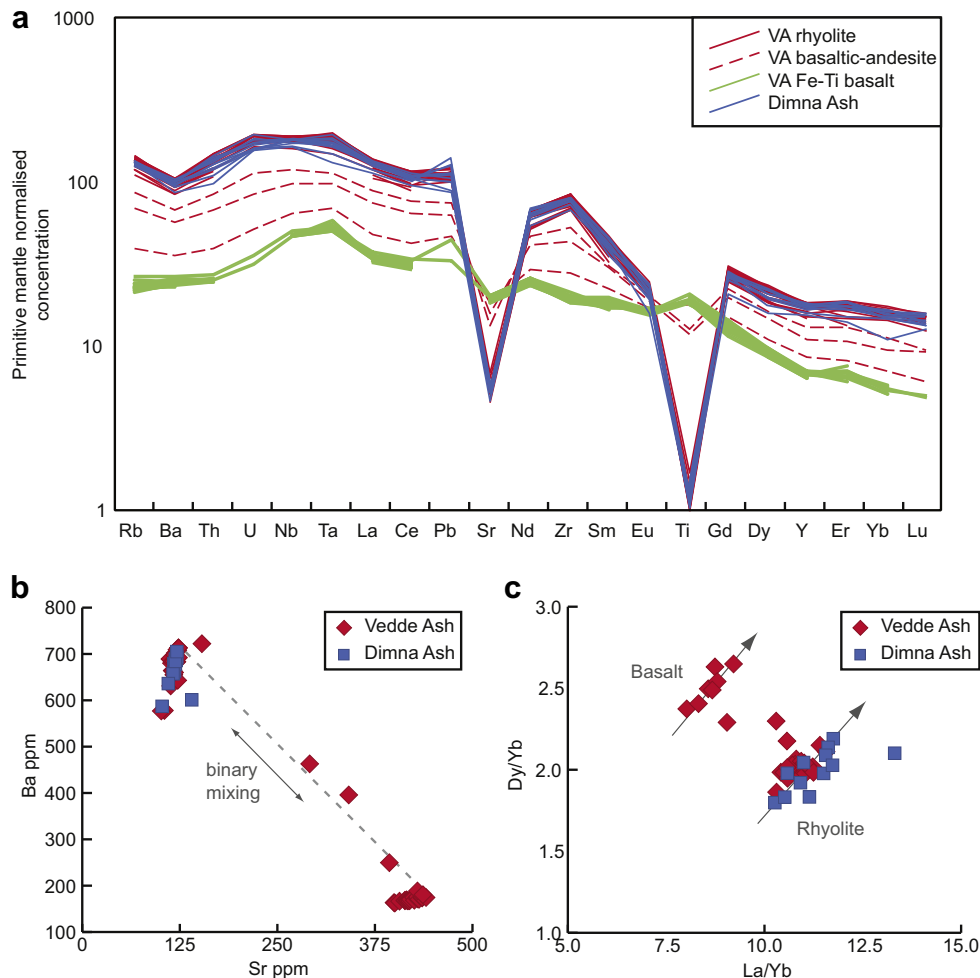 a
1000
100
10
1
Primitive mantle normalised
concentration
VA rhyolite
VA basaltic-andesite
VA Fe-Ti basalt
Dimna Ash
Rb Ba Th U Nb Ta La Ce Pb Sr Nd Zr Sm Eu Ti Gd Dy Y Er Yb Lu
b
800
700
600
500
400
300
200
100
Ba ppm
Vedde Ash
Dimna Ash
binary
mixing
0 125 250 375 500
Sr ppm
c
3.0
2.5
2.0
1.5
1.0
Dy/Yb
Vedde Ash
Dimna Ash
Basalt
Rhyolite
5.0 7.5 10.0 12.5 15.0
La/Yb